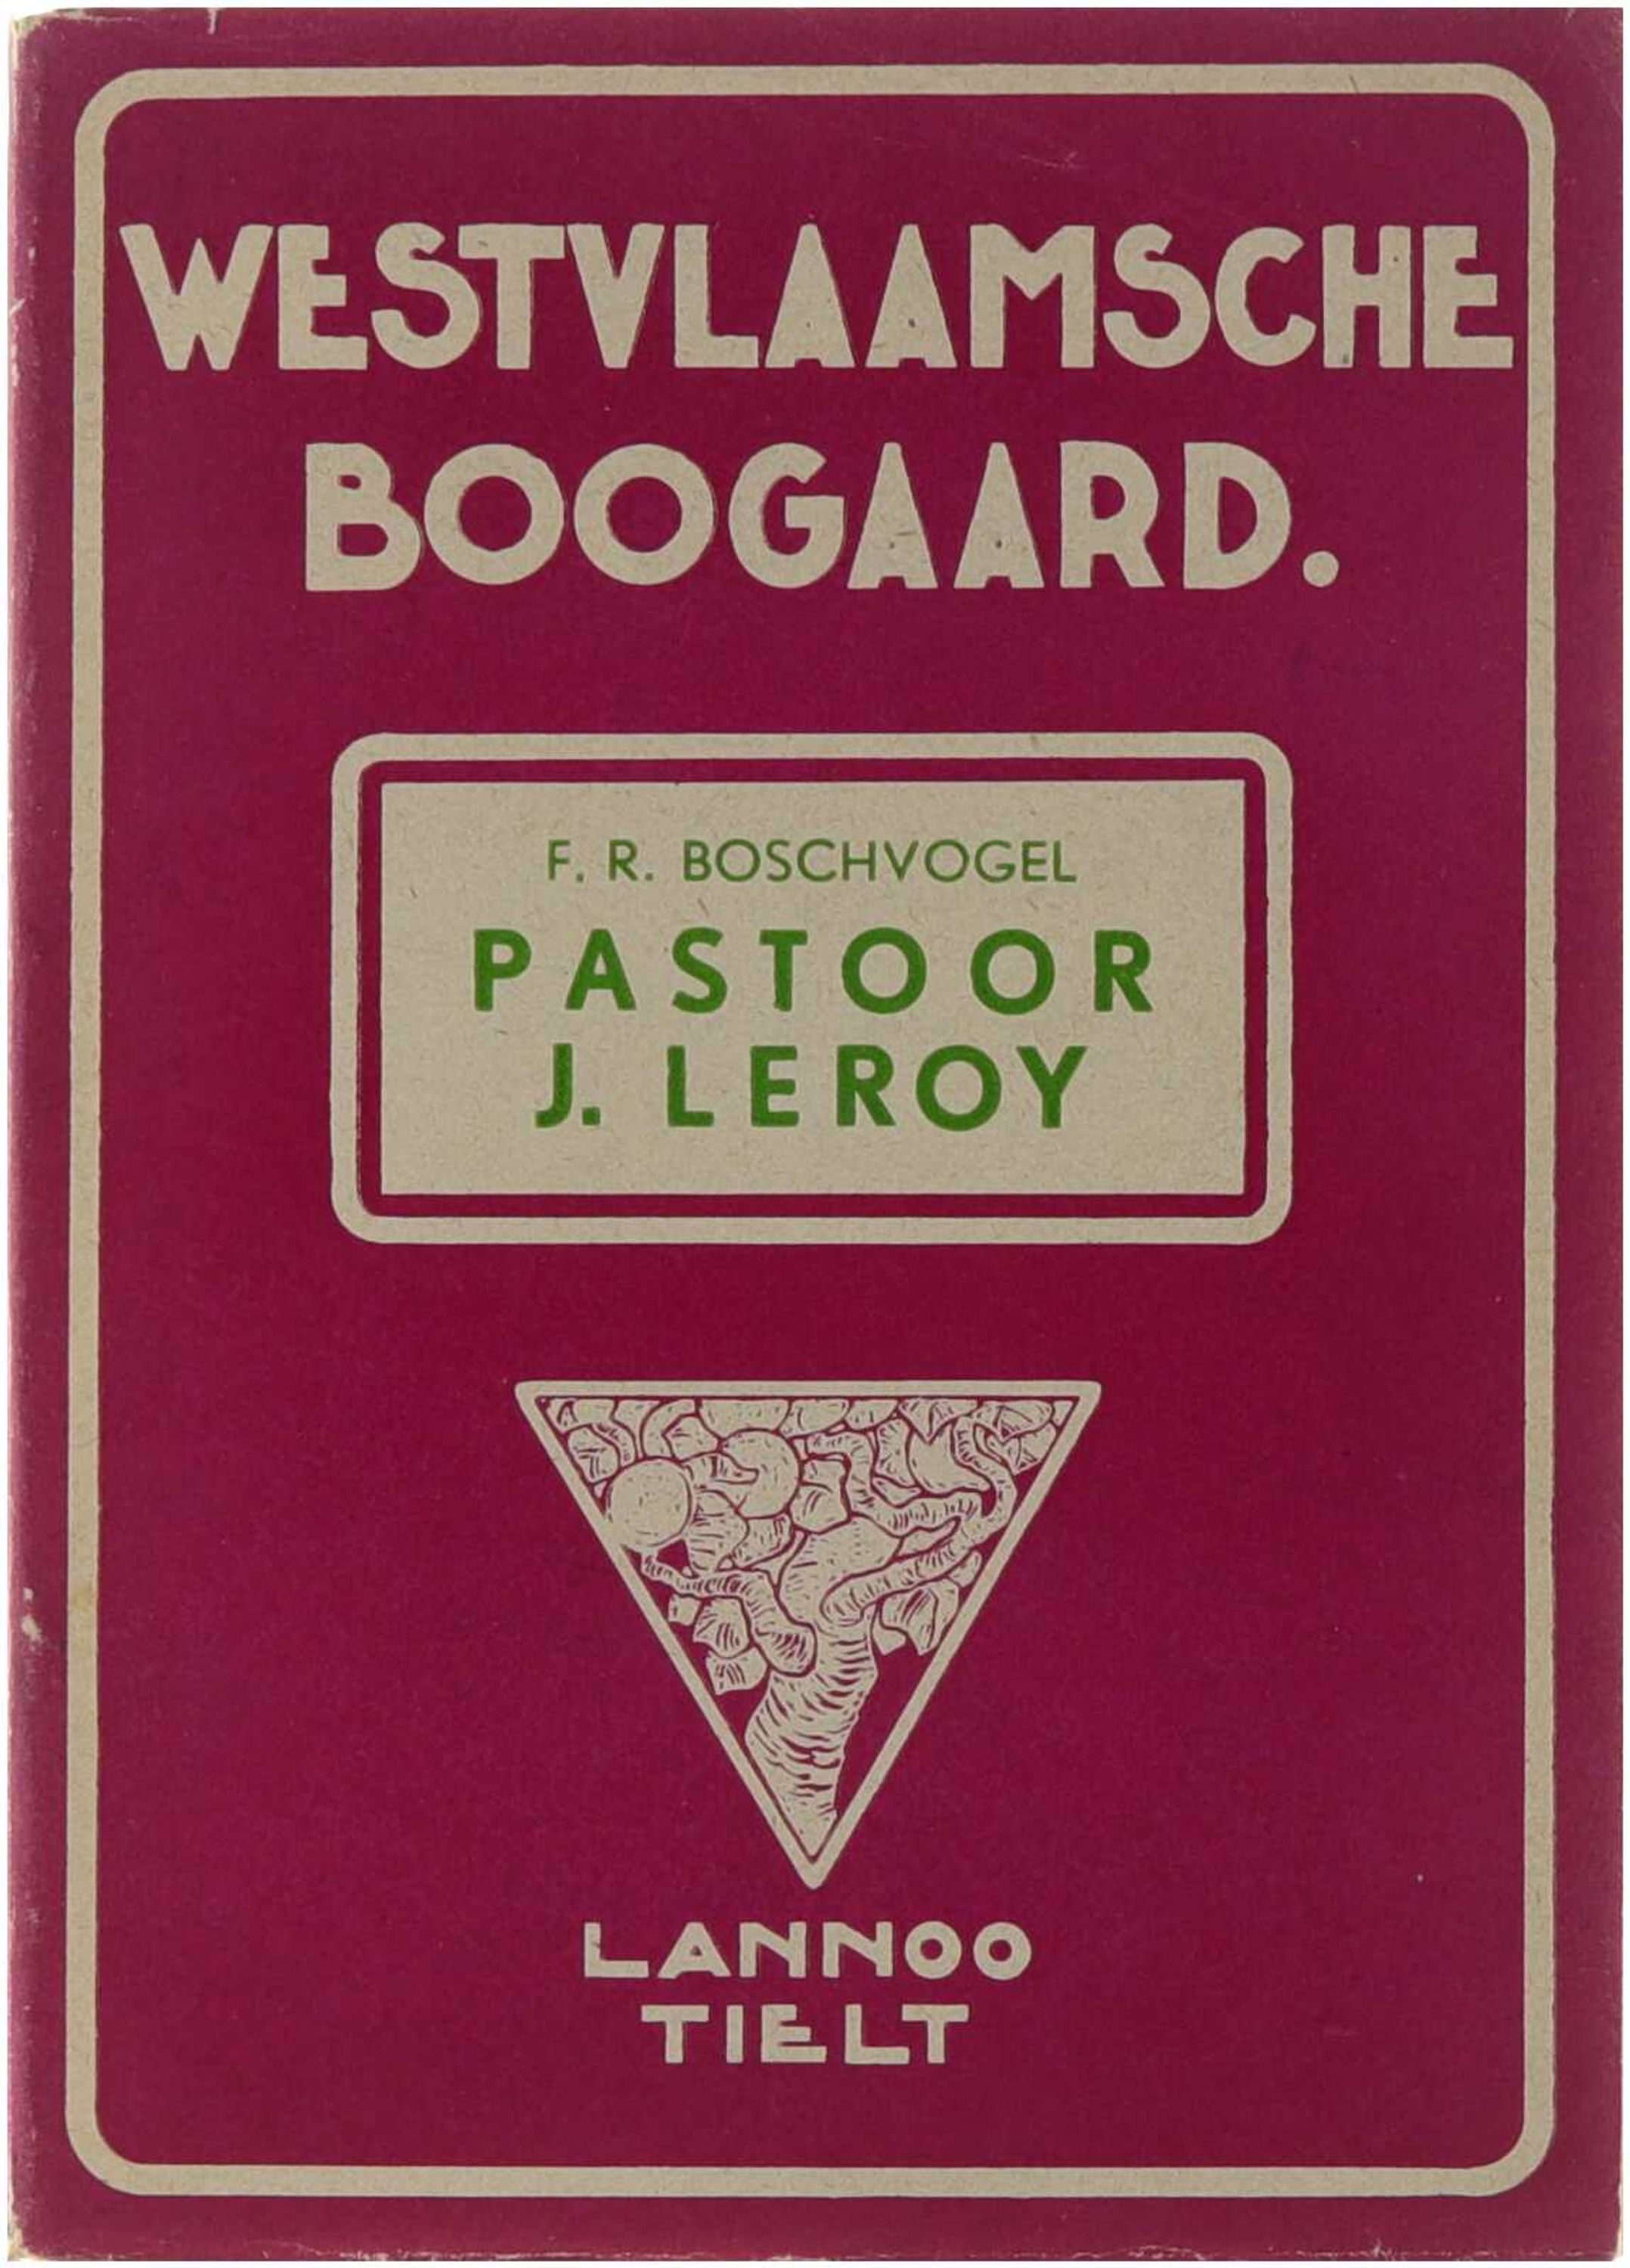 WESTVLAAMSCHE
BOOGAARD.
F. R. BOSCHVOGEL
PASTOOR
J. LEROY
LANNOO
TIELT